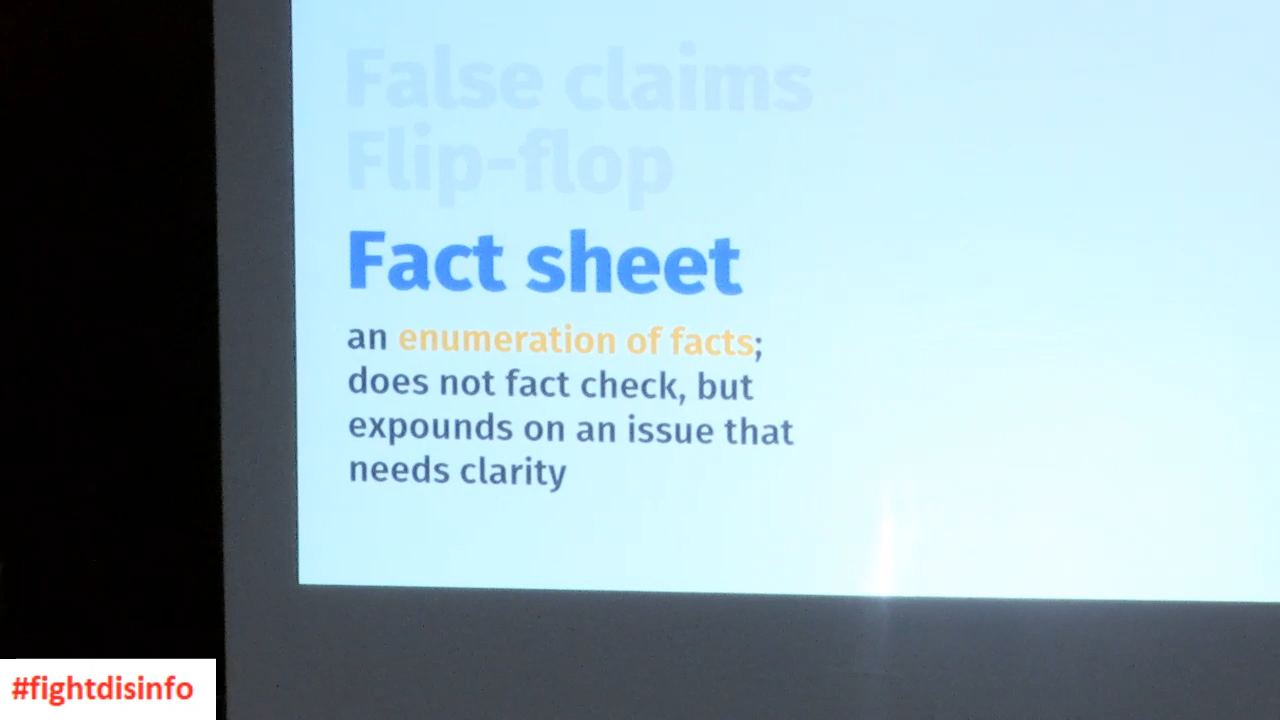 False claims
Flip-flop
Fact sheet
an enumeration of facts;
does not fact check, but
expounds on an issue that
needs clarity
#fightdisinfo